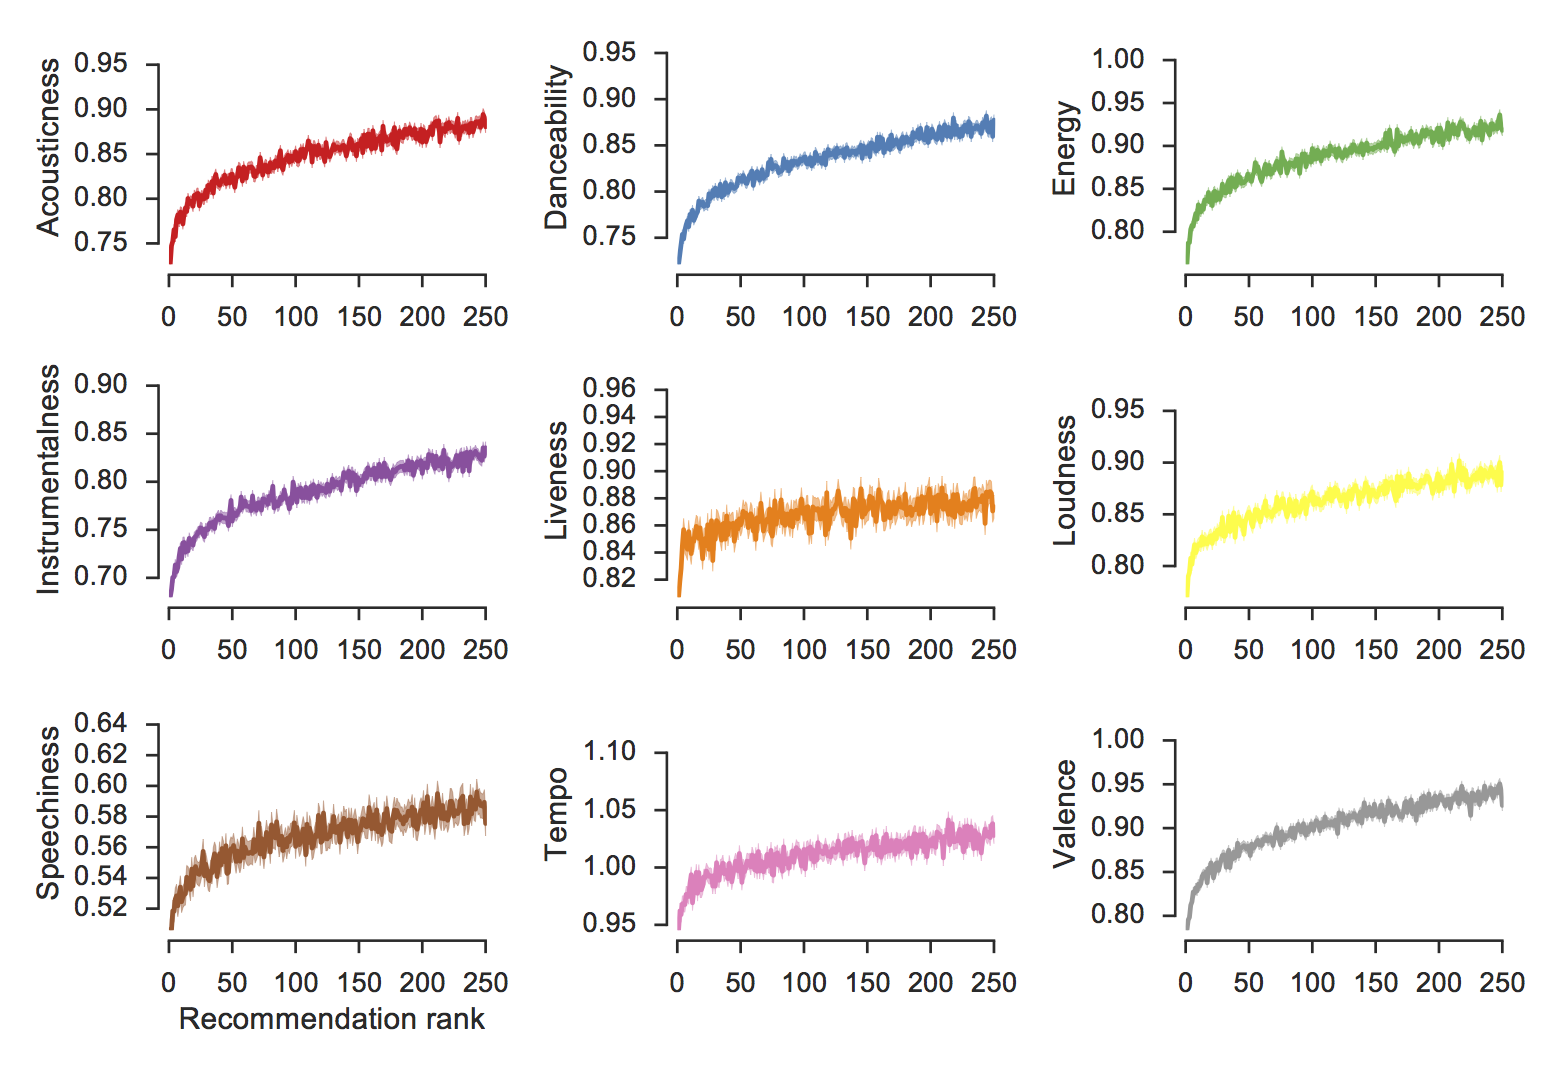 Acousticness
0.95
0.90
0.85
0.80
0.75
0 50 100 150 200 250
Danceability
0.95
0.90
0.85
0.80
0.75
0 50 100 150 200 250
Energy
1.00
0.95
0.90
0.85
0.80
0 50 100 150 200 250
Instrumentalness
0.90
0.85
0.80
0.75
0.70
0 50 100 150 200 250
Liveness
0.96
0.94
0.92
0.90
0.88
0.86
0.84
0.82
0 50 100 150 200 250
Loudness
0.95
0.90
0.85
0.80
0 50 100 150 200 250
Speechiness
0.64
0.62
0.60
0.58
0.56
0.54
0.52
0 50 100 150 200 250
Recommendation rank
Tempo
1.10
1.05
1.00
0.95
0 50 100 150 200 250
Valence
1.00
0.95
0.90
0.85
0.80
0 50 100 150 200 250